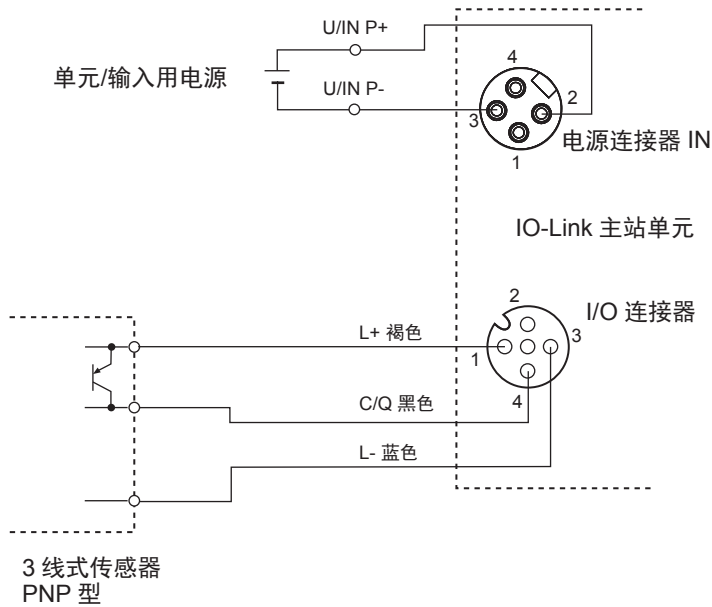 U/IN P+
单元/输入用电源
U/IN P-
4
2
3
1
电源连接器 IN
IO-Link 主站单元
2
I/O 连接器
L+ 褐色
3
1
C/Q 黑色
4
L- 蓝色
3 线式传感器
PNP 型